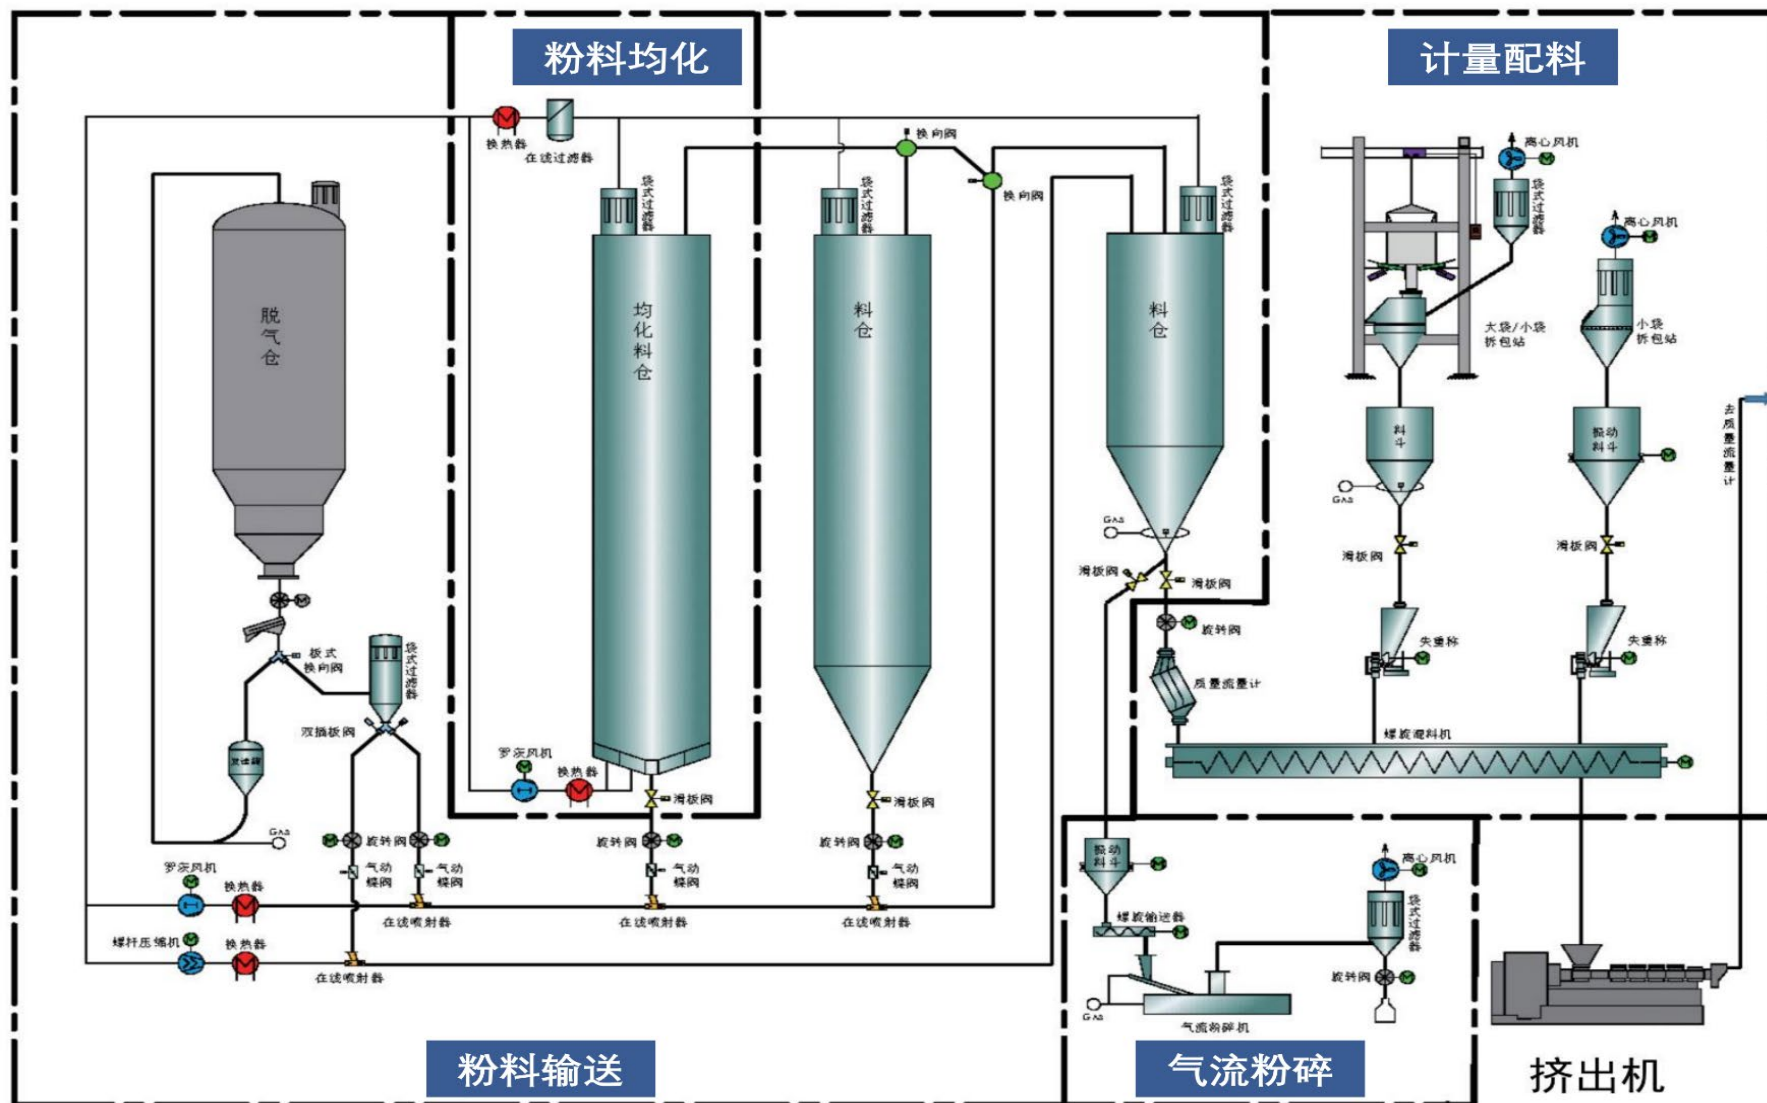 粉料均化
计量配料
换热器
在线过滤器
换向阀
换向阀
离心风机
袋式过滤器
袋式过滤器
袋式过滤器
袋式过滤器
离心风机
脱气仓
均化料仓
料仓
料仓
大袋/小袋
拆包站
小袋
拆包站
料斗
振动
料斗
去质量流量计
Gas
Gas
滑板阀
滑板阀
滑板阀
滑板阀
旋转阀
失重称
失重称
板式
换向阀
袋式过滤器
质量流量计
双插板阀
螺旋混料机
罗茨风机
换热器
滑板阀
滑板阀
Gas
旋转阀
旋转阀
旋转阀
气动
蝶阀
气动
蝶阀
气动
蝶阀
罗茨风机
换热器
在线喷射器
在线喷射器
在线喷射器
螺杆压缩机
换热器
在线喷射器
振动
料斗
离心风机
螺旋输送器
袋式过滤器
旋转阀
Gas
气流粉碎机
粉料输送
气流粉碎
挤出机